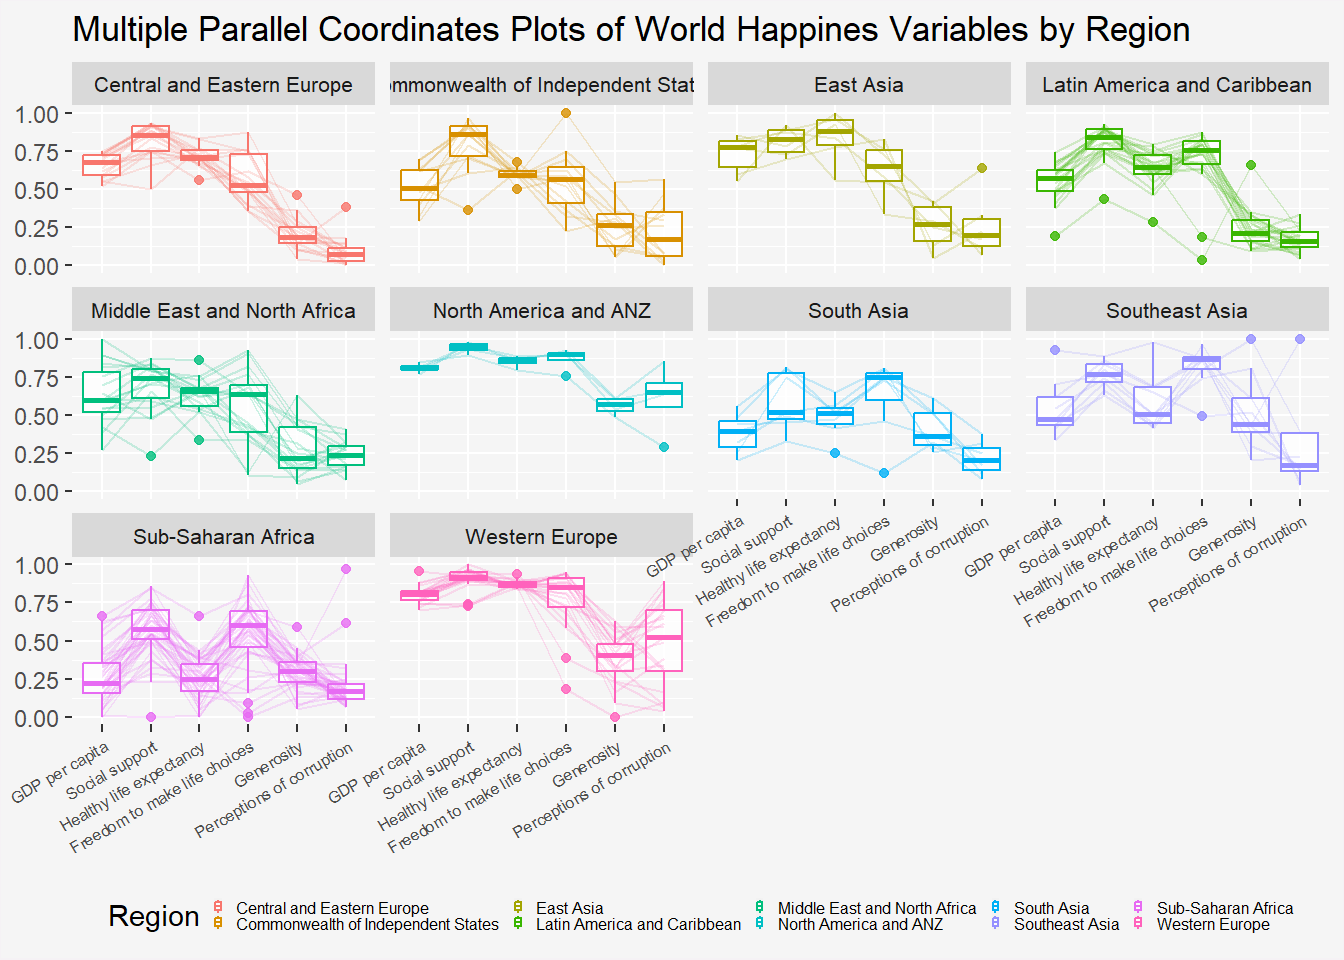 Multiple Parallel Coordinates Plots of World Happines Variables by Region
Central and Eastern Europe
ommonwealth of Independent Stat
East Asia
Latin America and Caribbean
1.00
0.75
0.50
0.25
0.00
Middle East and North Africa
North America and ANZ
South Asia
Southeast Asia
1.00
0.75
0.50
0.25
0.00
GDP per capita
Social support
Healthy life expectancy
Freedom to make life choices
Generosity
Perceptions of corruption
GDP per capita
Social support
Healthy life expectancy
Freedom to make life choices
Generosity
Perceptions of corruption
Sub-Saharan Africa
Western Europe
1.00
0.75
0.50
0.25
0.00
GDP per capita
Social support
Healthy life expectancy
Freedom to make life choices
Generosity
Perceptions of corruption
GDP per capita
Social support
Healthy life expectancy
Freedom to make life choices
Generosity
Perceptions of corruption
Region
Central and Eastern Europe
Commonwealth of Independent States
East Asia
Latin America and Caribbean
Middle East and North Africa
North America and ANZ
South Asia
Southeast Asia
Sub-Saharan Africa
Western Europe